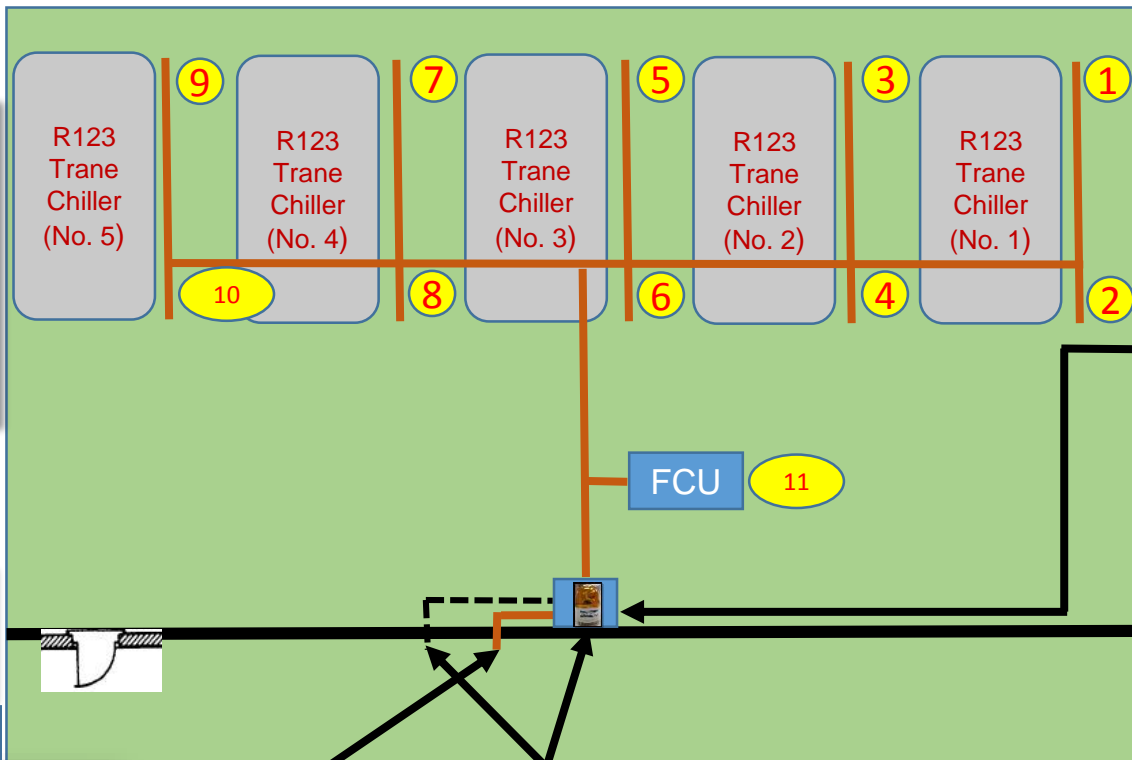 9
7
5
3
1
R123
Trane
Chiller
(No. 5)
R123
Trane
Chiller
(No. 4)
R123
Trane
Chiller
(No. 3)
R123
Trane
Chiller
(No. 2)
R123
Trane
Chiller
(No. 1)
10
8
6
4
2
FCU
11